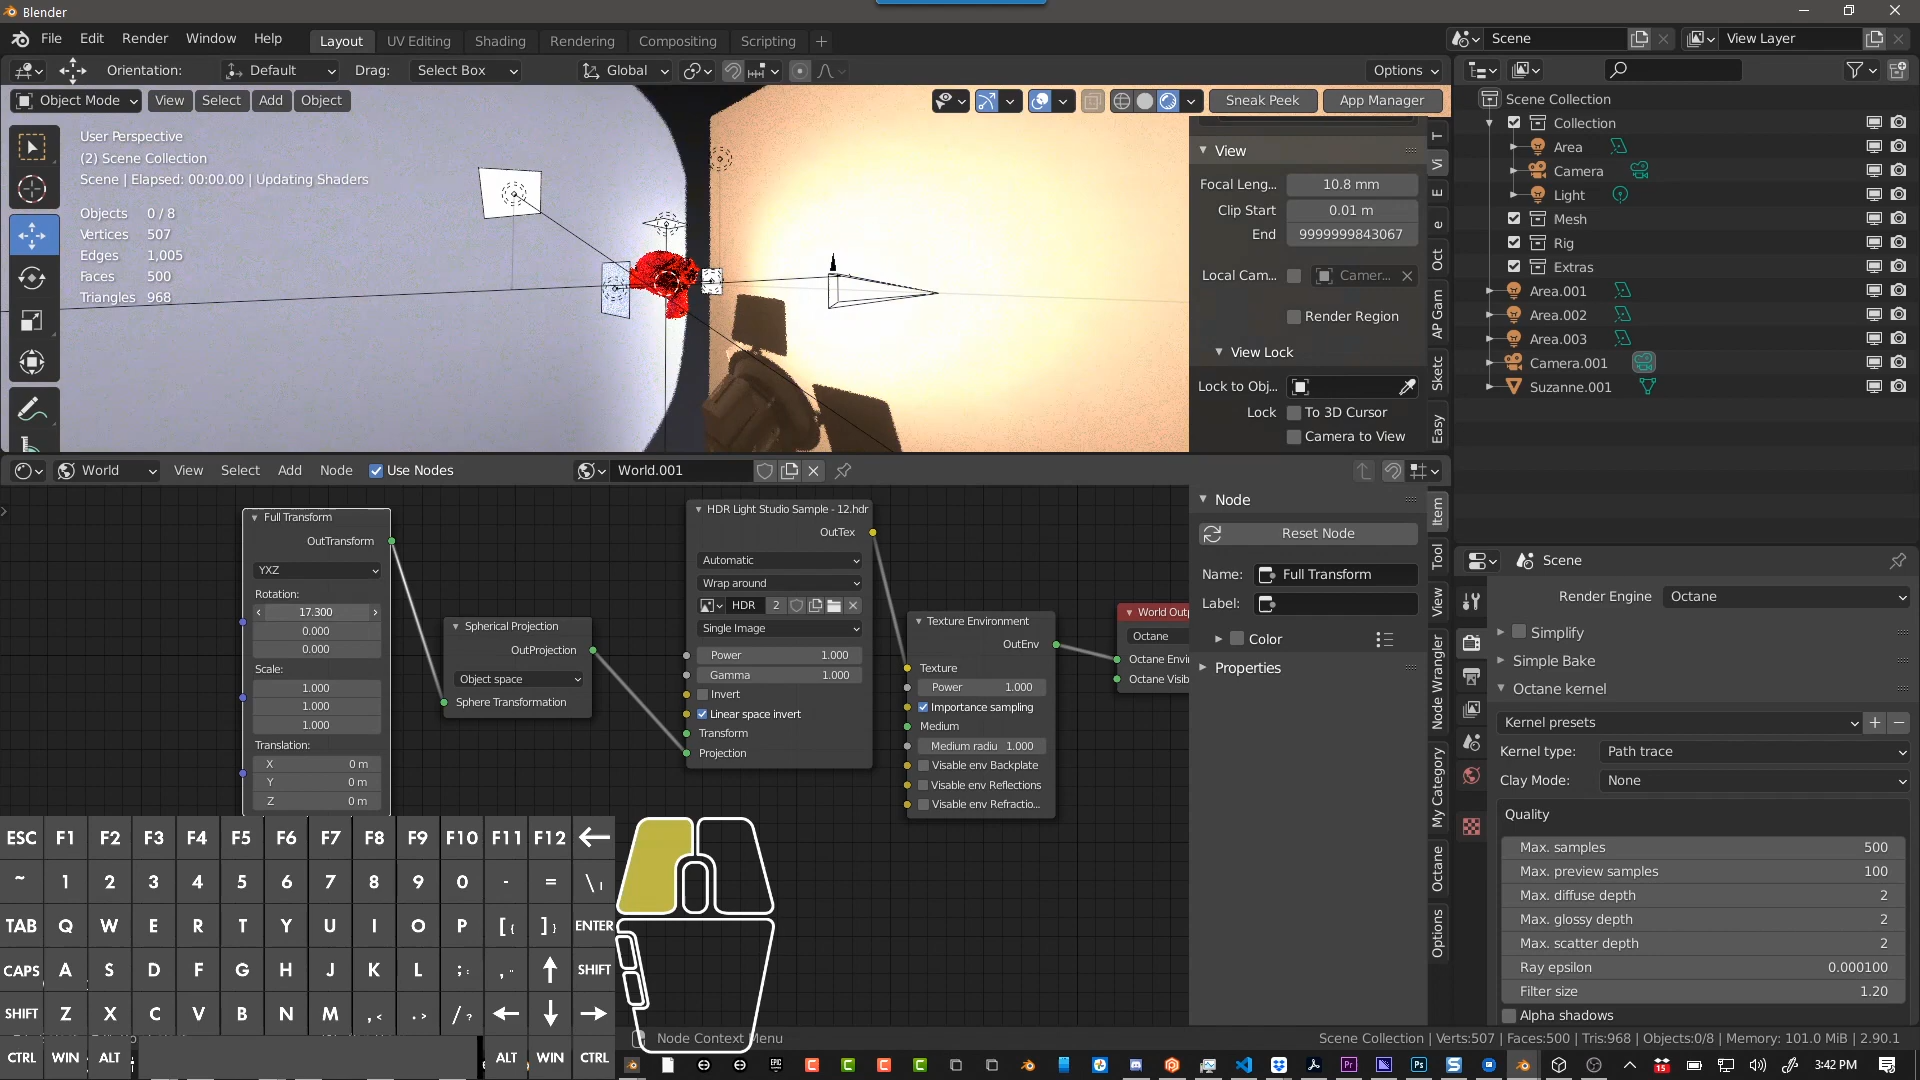 Blender
File Edit Render Window Help Layout UV Editing Shading Rendering Compositing Scripting + Scene View Layer
Orientation: Default Drag: Select Box Global Options
Object Mode View Select Add Object Sneak Peek App Manager
User Perspective
(2) Scene Collection
Scene | Elapsed: 00:00.00 | Updating Shaders
Objects 0 / 8
Vertices 507
Edges 1,005
Faces 500
Triangles 968
View
Focal Leng... 10.8 mm
Clip Start 0.01 m
End 9999999843067
Local Cam... Camer...
Render Region
View Lock
Lock to Obj...
Lock To 3D Cursor
Camera to View
T
Vi
E
e
Oct
AP Gam
Sketc
Easy
Scene Collection
Collection
Area
Camera
Light
Mesh
Rig
Extras
Area.001
Area.002
Area.003
Camera.001
Suzanne.001
World View Select Add Node Use Nodes World.001
Full Transform
OutTransform
YXZ
Rotation:
17.300
0.000
0.000
Scale:
1.000
1.000
1.000
Translation:
X 0 m
Y 0 m
Z 0 m
Spherical Projection
OutProjection
Object space
Sphere Transformation
HDR Light Studio Sample - 12.hdr
OutTex
Automatic
Wrap around
HDR 2
Single Image
Power 1.000
Gamma 1.000
Invert
Linear space invert
Transform
Projection
Texture Environment
OutEnv
Texture
Power 1.000
Importance sampling
Medium
Medium radiu 1.000
Visable env Backplate
Visable env Reflections
Visable env Refractio...
World Outp
Octane
Octane Envir
Octane Visib
Node
Reset Node
Name: Full Transform
Label:
Color
Properties
Item
Tool
View
Node Wrangler
My Category
Octane
Options
Scene
Render Engine Octane
Simplify
Simple Bake
Octane kernel
Kernel presets
Kernel type: Path trace
Clay Mode: None
Quality
Max. samples 500
Max. preview samples 100
Max. diffuse depth 2
Max. glossy depth 2
Max. scatter depth 2
Ray epsilon 0.000100
Filter size 1.20
Alpha shadows
ESC F1 F2 F3 F4 F5 F6 F7 F8 F9 F10 F11 F12 ←
~ 1 2 3 4 5 6 7 8 9 0 - = \ |
TAB Q W E R T Y U I O P [ { ] } ENTER
CAPS A S D F G H J K L ; : , " ↑ SHIFT
SHIFT Z X C V B N M , < . > / ? ← ↓ →
CTRL WIN ALT ALT WIN CTRL
Node Context Menu
Scene Collection | Verts:507 | Faces:500 | Tris:968 | Objects:0/8 | Memory: 101.0 MiB | 2.90.1
15 3:42 PM